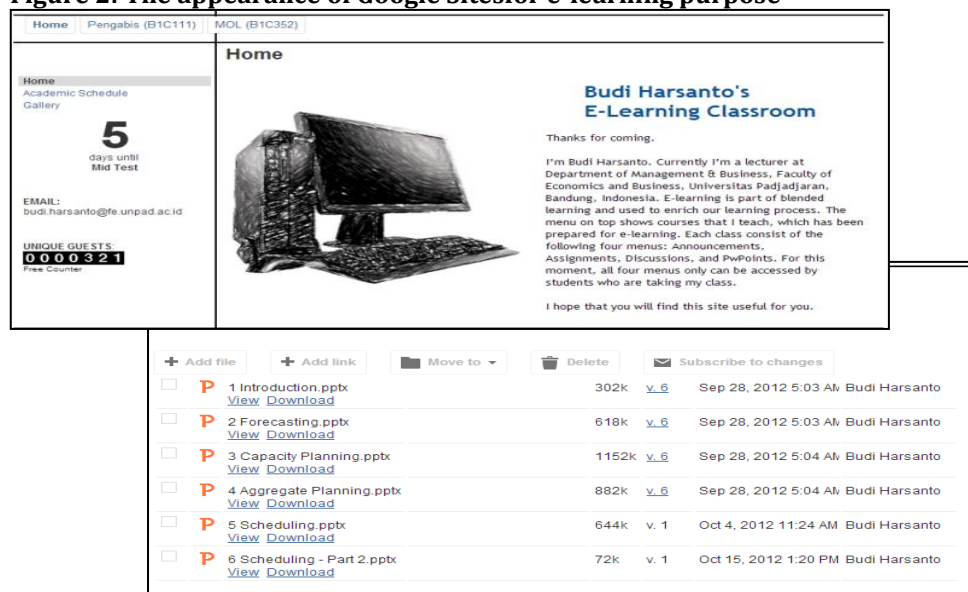 Figure 2. The appearance of Google Sitesfor e-learning purpose
Home Pengabis (B1C111) MOL (B1C352)
Home
Home
Academic Schedule
Gallery
5
days until
Mid Test
EMAIL:
budi.harsanto@fe.unpad.ac.id
UNIQUE GUESTS:
0000321
Free Counter
Budi Harsanto's
E-Learning Classroom
Thanks for coming.
I'm Budi Harsanto. Currently I'm a lecturer at
Department of Management & Business, Faculty of
Economics and Business, Universitas Padjadjaran,
Bandung, Indonesia. E-learning is part of blended
learning and used to enrich our learning process. The
menu on top shows courses that I teach, which has been
prepared for e-learning. Each class consist of the
following four menus: Announcements,
Assignments, Discussions, and PwPoints. For this
moment, all four menus only can be accessed by
students who are taking my class.
I hope that you will find this site useful for you.
Add file Add link Move to Delete Subscribe to changes
1 Introduction.pptx 302k v. 6 Sep 28, 2012 5:03 AM Budi Harsanto
View Download
2 Forecasting.pptx 618k v. 6 Sep 28, 2012 5:03 AM Budi Harsanto
View Download
3 Capacity Planning.pptx 1152k v. 6 Sep 28, 2012 5:04 AM Budi Harsanto
View Download
4 Aggregate Planning.pptx 882k v. 6 Sep 28, 2012 5:04 AM Budi Harsanto
View Download
5 Scheduling.pptx 644k v. 1 Oct 4, 2012 11:24 AM Budi Harsanto
View Download
6 Scheduling - Part 2.pptx 72k v. 1 Oct 15, 2012 1:20 PM Budi Harsanto
View Download